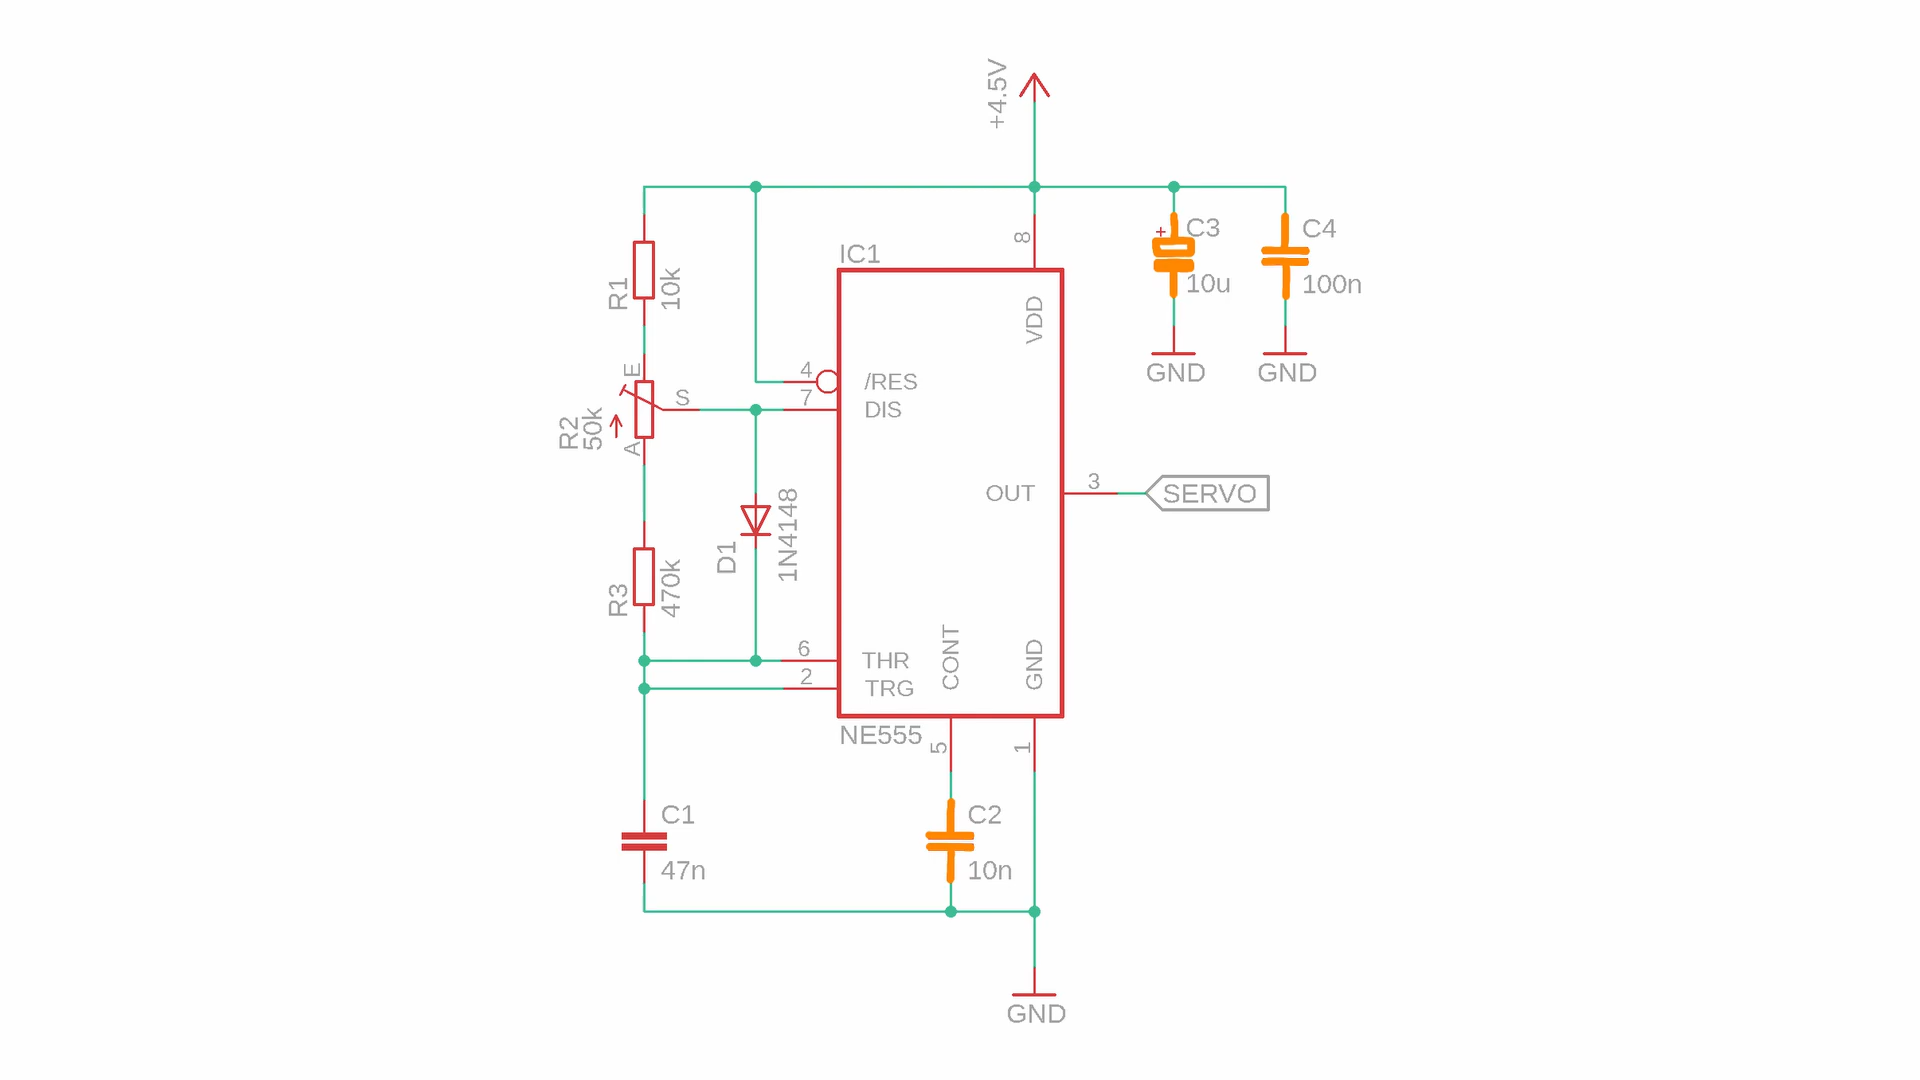 +4.5V
IC1
C3
10u
C4
100n
+
GND
GND
R1
10k
8
VDD
4
/RES
7
DIS
E
S
A
R2
50k
OUT
3
SERVO
D1
1N4148
R3
470k
6
THR
2
TRG
CONT
GND
NE555
5
1
C1
47n
C2
10n
GND